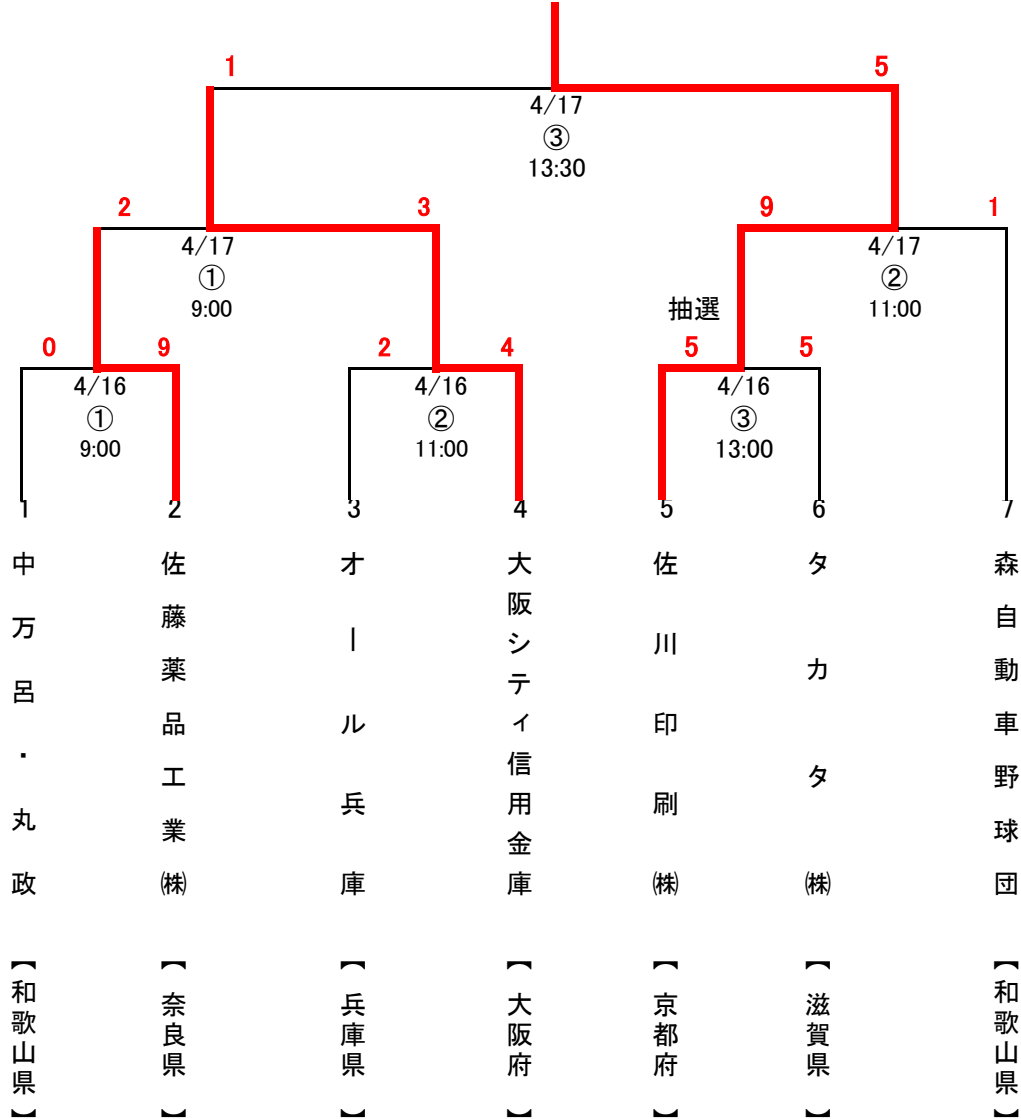 1
5
4/17
③
13:30
2
3
9
1
4/17
①
9:00
4/17
②
11:00
抽選
0
9
2
4
5
5
4/16
①
9:00
4/16
②
11:00
4/16
③
13:00
1
2
3
4
5
6
7
中万呂・丸政
佐藤薬品工業㈱
オール兵庫
大阪シティ信用金庫
佐川印刷㈱
タカタタ㈱
森自動車野球団
【和歌山県】
【奈良県】
【兵庫県】
【大阪府】
【京都府】
【滋賀県】
【和歌山県】